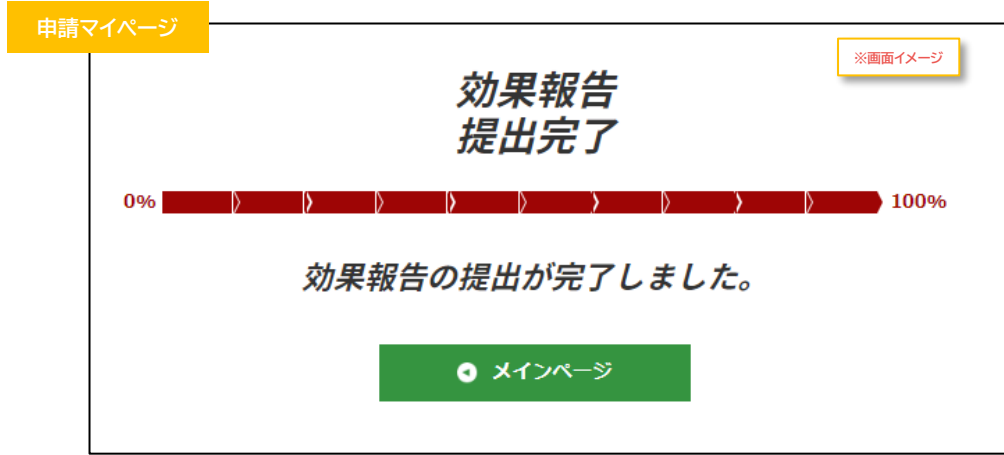 申請マイページ
※画面イメージ
効果報告
提出完了
0% 100%
効果報告の提出が完了しました。
メインページ